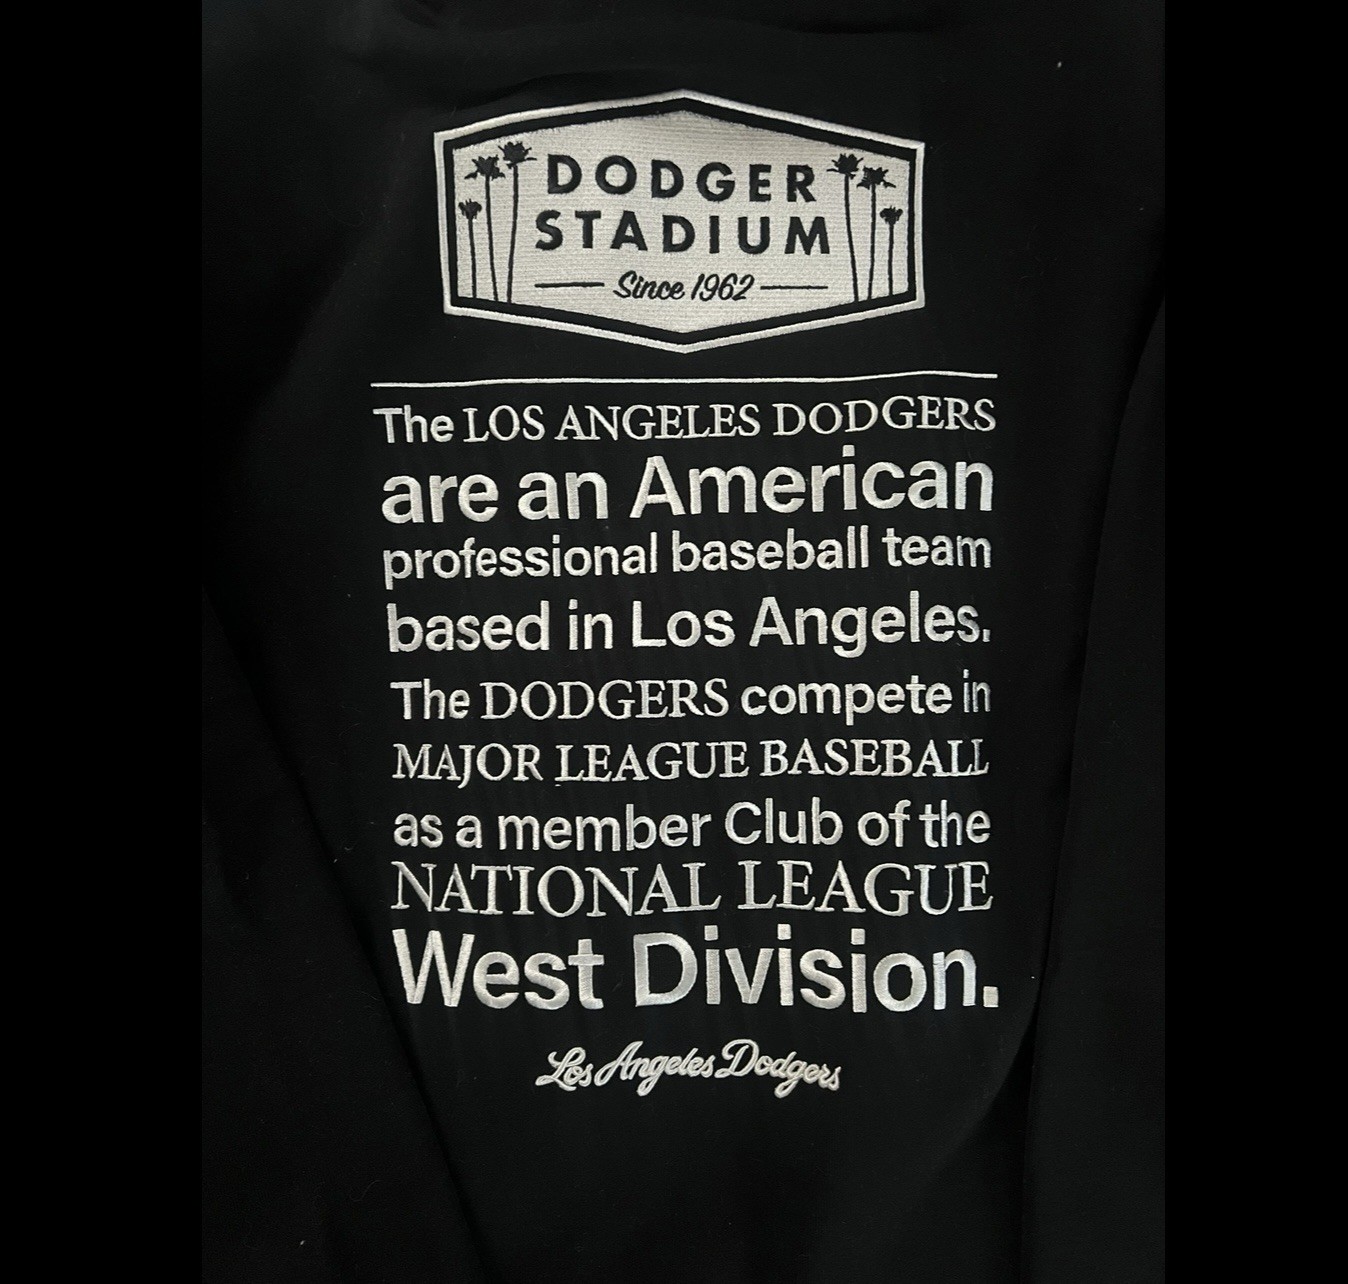 DODGER
STADIUM
Since 1962
The LOS ANGELES DODGERS
are an American
professional baseball team
based in Los Angeles.
The DODGERS compete in
MAJOR LEAGUE BASEBALL
as a member Club of the
NATIONAL LEAGUE
West Division.
Los Angeles Dodgers